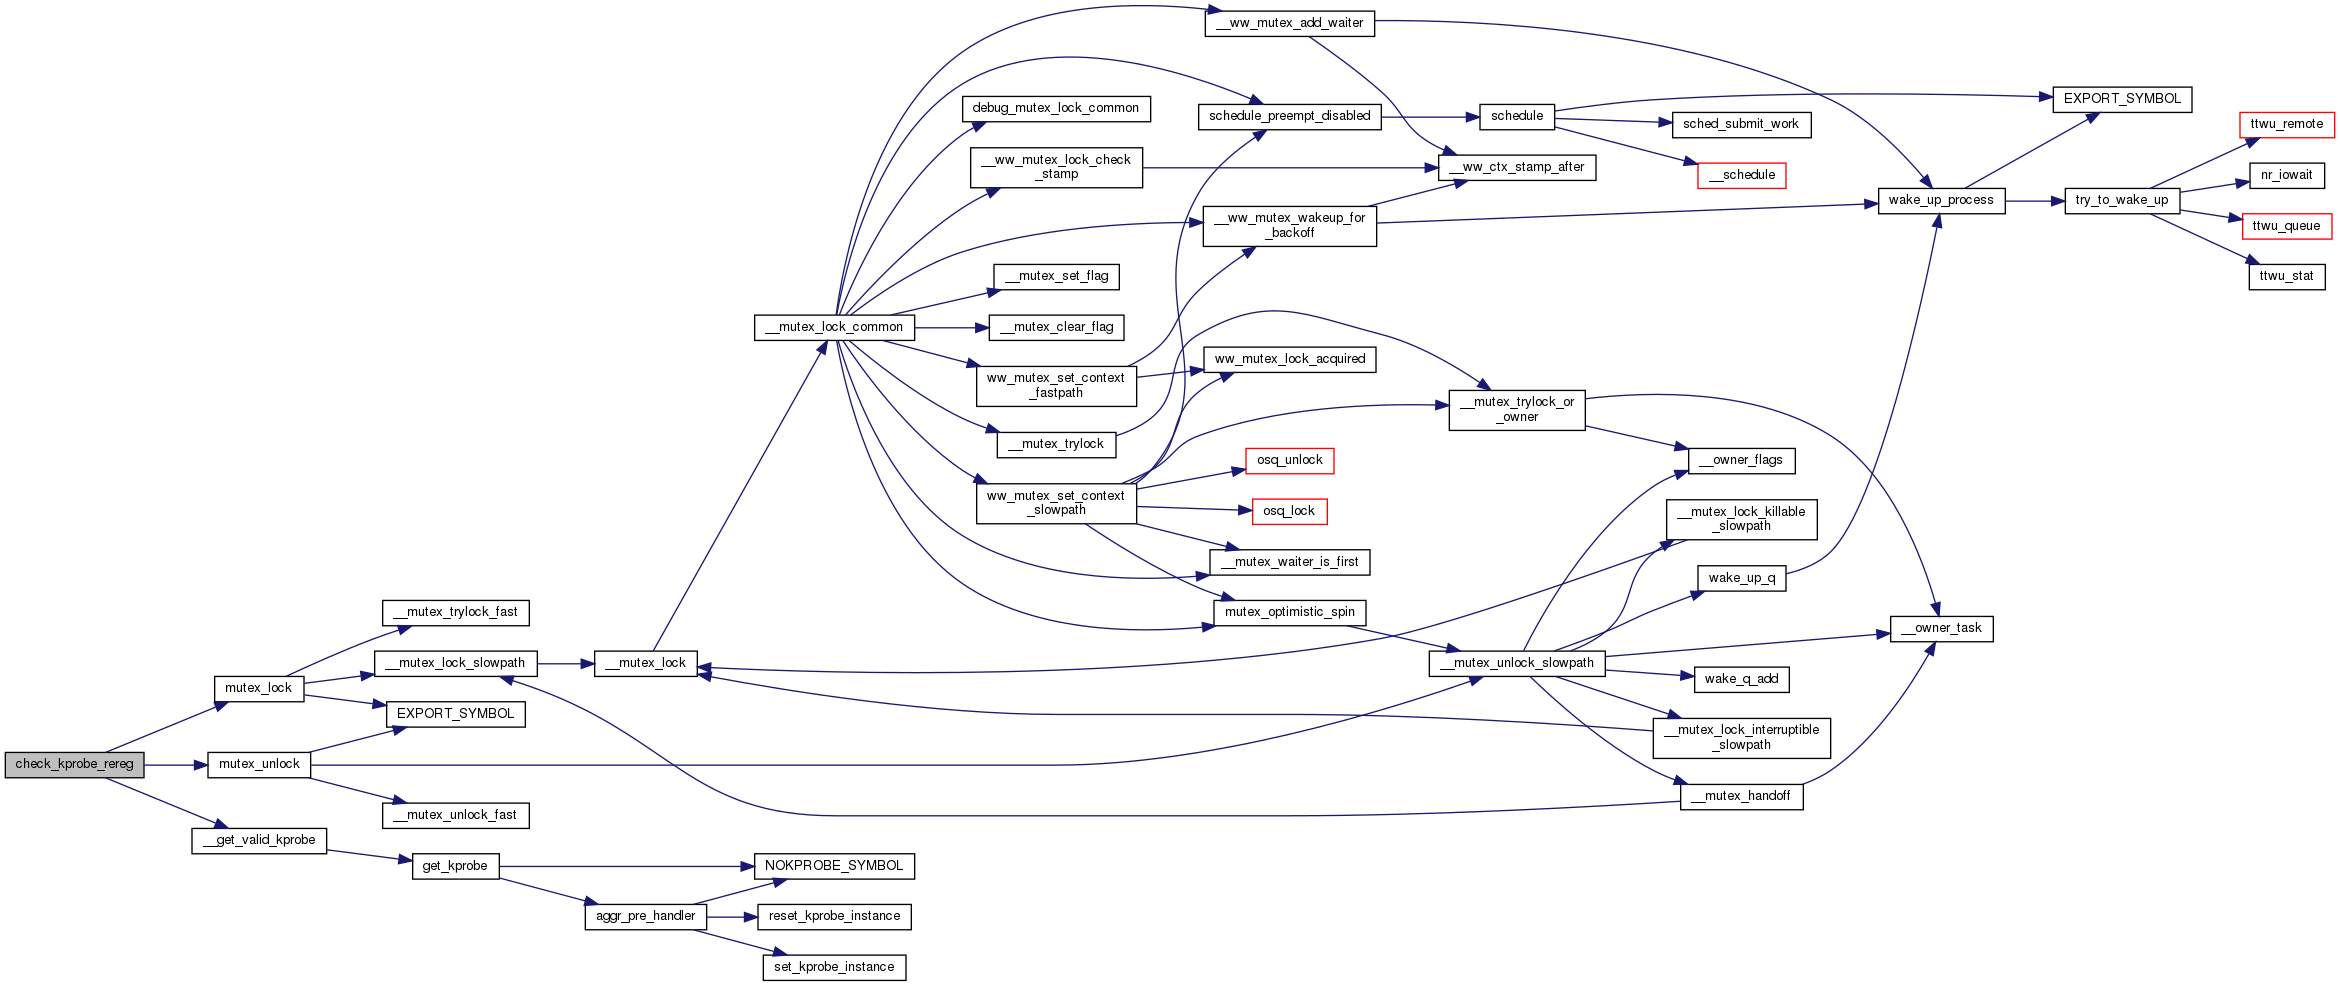 check_kprobe_rereg
mutex_lock
mutex_unlock
__get_valid_kprobe
__mutex_trylock_fast
__mutex_lock_slowpath
EXPORT_SYMBOL
__mutex_unlock_fast
get_kprobe
__mutex_lock
aggr_pre_handler
__mutex_lock_common
NOKPROBE_SYMBOL
reset_kprobe_instance
set_kprobe_instance
debug_mutex_lock_common
__ww_mutex_lock_check
_stamp
__mutex_set_flag
__mutex_clear_flag
ww_mutex_set_context
_fastpath
__mutex_trylock
ww_mutex_set_context
_slowpath
__ww_mutex_add_waiter
schedule_preempt_disabled
__ww_mutex_wakeup_for
_backoff
ww_mutex_lock_acquired
osq_unlock
osq_lock
__mutex_waiter_is_first
mutex_optimistic_spin
schedule
__ww_ctx_stamp_after
__mutex_trylock_or
_owner
__mutex_unlock_slowpath
sched_submit_work
__schedule
__owner_flags
__mutex_lock_killable
_slowpath
wake_up_q
wake_q_add
__mutex_lock_interruptible
_slowpath
__mutex_handoff
wake_up_process
__owner_task
EXPORT_SYMBOL
try_to_wake_up
ttwu_remote
nr_iowait
ttwu_queue
ttwu_stat